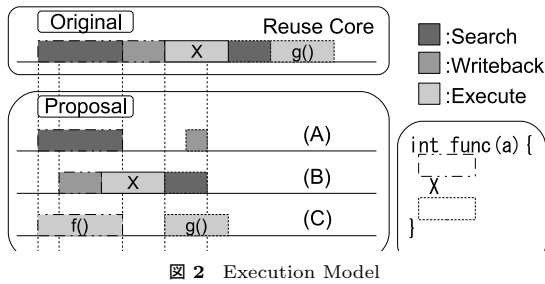 Original
Reuse Core
X
g()
:Search
:Writeback
:Execute
Proposal
(A)
X
(B)
f()
g()
(C)
int func(a) {
X
}
図 2 Execution Model